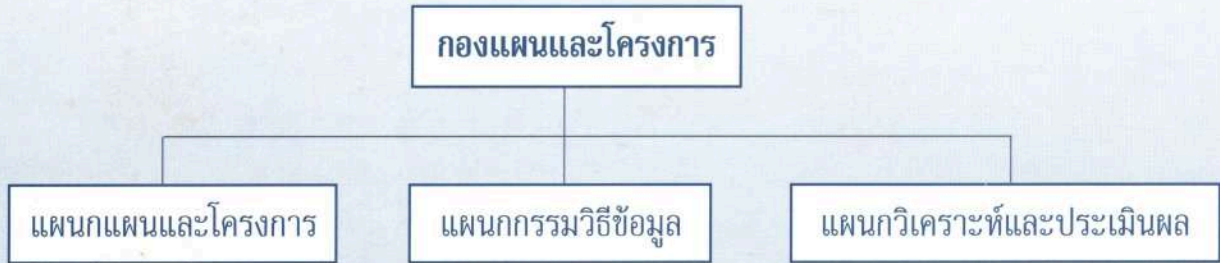 กองแผนและโครงการ
แผนกแผนและโครงการ
แผนกกรรมวิธีข้อมูล
แผนกวิเคราะห์และประเมินผล